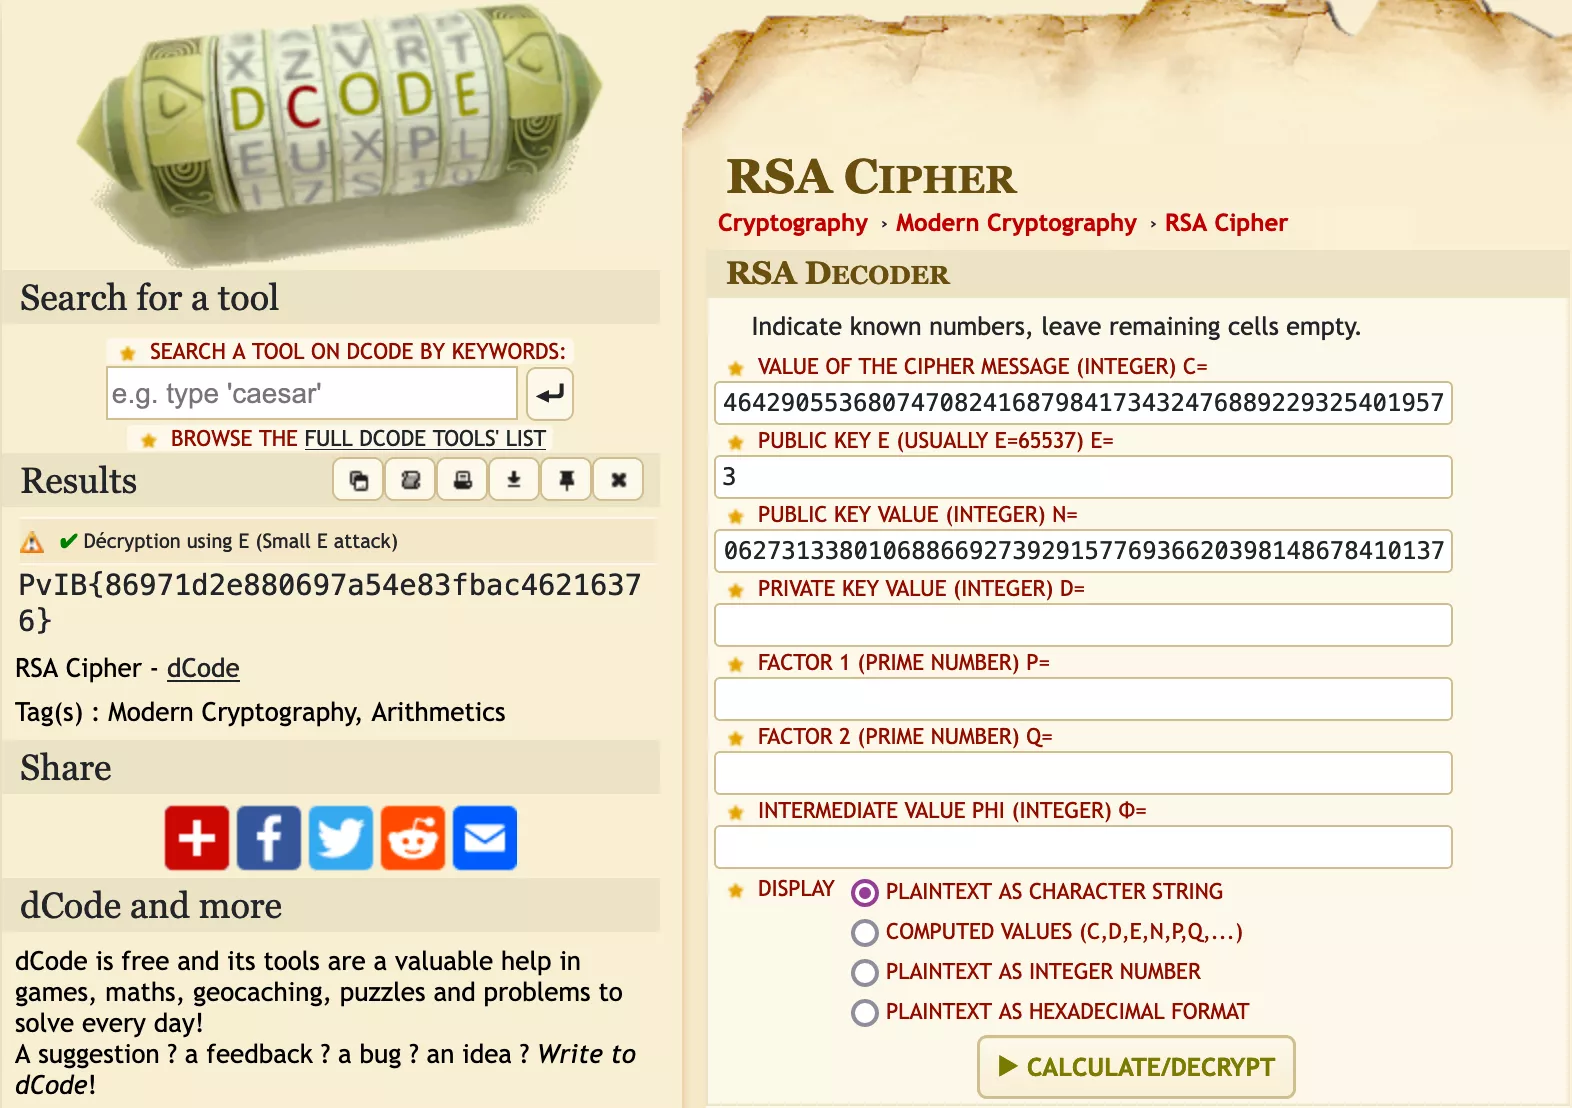 X Z V R T
D C O D E
E U X P L
I 7 S 1 0
Search for a tool
SEARCH A TOOL ON DCODE BY KEYWORDS:
e.g. type 'caesar'
BROWSE THE FULL DCODE TOOLS' LIST
Results
Décryption using E (Small E attack)
PvIB{86971d2e880697a54e83fbac4621637
6}
RSA Cipher - dCode
Tag(s) : Modern Cryptography, Arithmetics
Share
dCode and more
dCode is free and its tools are a valuable help in
games, maths, geocaching, puzzles and problems to
solve every day!
A suggestion ? a feedback ? a bug ? an idea ? Write to
dCode!
RSA CIPHER
Cryptography › Modern Cryptography › RSA Cipher
RSA DECODER
Indicate known numbers, leave remaining cells empty.
VALUE OF THE CIPHER MESSAGE (INTEGER) C=
46429055368074708241687984173432476889229325401957
PUBLIC KEY E (USUALLY E=65537) E=
3
PUBLIC KEY VALUE (INTEGER) N=
06273133801068866927392915776936620398148678410137
PRIVATE KEY VALUE (INTEGER) D=
FACTOR 1 (PRIME NUMBER) P=
FACTOR 2 (PRIME NUMBER) Q=
INTERMEDIATE VALUE PHI (INTEGER) Φ=
DISPLAY
PLAINTEXT AS CHARACTER STRING
COMPUTED VALUES (C,D,E,N,P,Q,...)
PLAINTEXT AS INTEGER NUMBER
PLAINTEXT AS HEXADECIMAL FORMAT
CALCULATE/DECRYPT